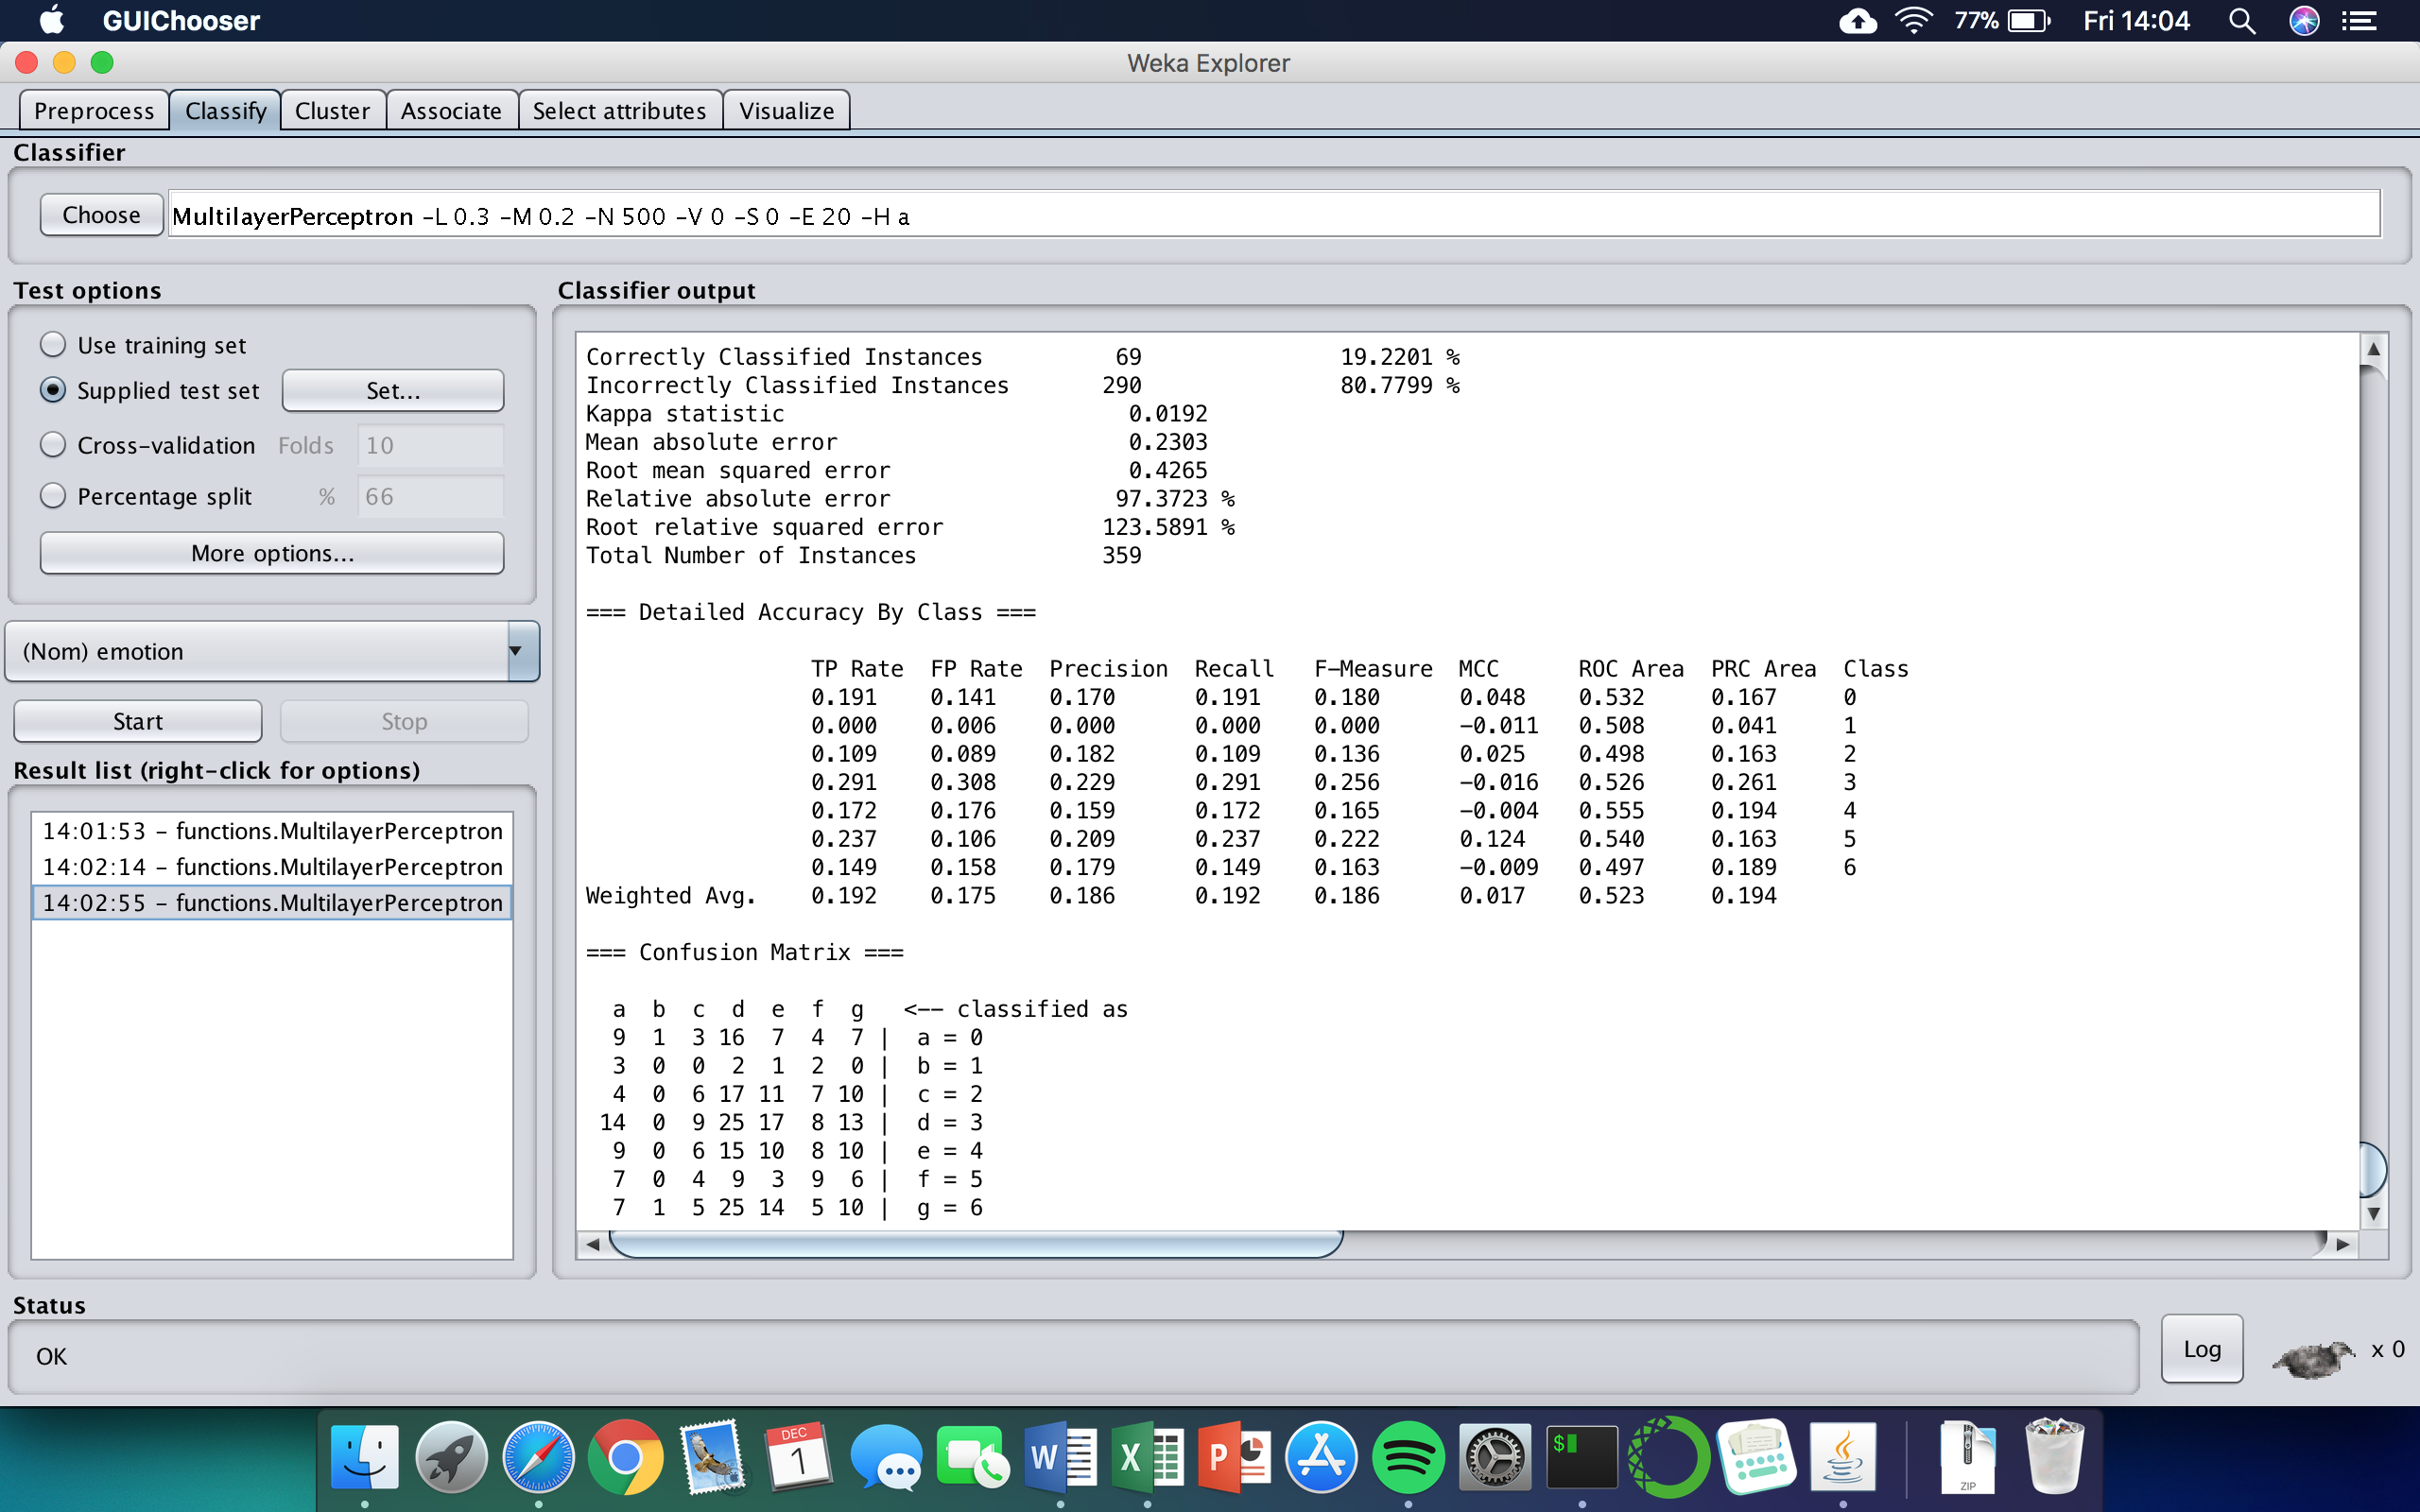 GUIChooser 77% Fri 14:04
Weka Explorer
Preprocess Classify Cluster Associate Select attributes Visualize
Classifier
Choose MultilayerPerceptron -L 0.3 -M 0.2 -N 500 -V 0 -S 0 -E 20 -H a
Test options
Use training set
Supplied test set Set...
Cross-validation Folds 10
Percentage split % 66
More options...
(Nom) emotion
Start Stop
Result list (right-click for options)
14:01:53 - functions.MultilayerPerceptron
14:02:14 - functions.MultilayerPerceptron
14:02:55 - functions.MultilayerPerceptron
Classifier output
Correctly Classified Instances 69 19.2201 %
Incorrectly Classified Instances 290 80.7799 %
Kappa statistic 0.0192
Mean absolute error 0.2303
Root mean squared error 0.4265
Relative absolute error 97.3723 %
Root relative squared error 123.5891 %
Total Number of Instances 359
=== Detailed Accuracy By Class ===
TP Rate FP Rate Precision Recall F-Measure MCC ROC Area PRC Area Class
0.191 0.141 0.170 0.191 0.180 0.048 0.532 0.167 0
0.000 0.006 0.000 0.000 0.000 -0.011 0.508 0.041 1
0.109 0.089 0.182 0.109 0.136 0.025 0.498 0.163 2
0.291 0.308 0.229 0.291 0.256 -0.016 0.526 0.261 3
0.172 0.176 0.159 0.172 0.165 -0.004 0.555 0.194 4
0.237 0.106 0.209 0.237 0.222 0.124 0.540 0.163 5
0.149 0.158 0.179 0.149 0.163 -0.009 0.497 0.189 6
Weighted Avg. 0.192 0.175 0.186 0.192 0.186 0.017 0.523 0.194
=== Confusion Matrix ===
a b c d e f g <-- classified as
9 1 3 16 7 4 7 | a = 0
3 0 0 2 1 2 0 | b = 1
4 0 6 17 11 7 10 | c = 2
14 0 9 25 17 8 13 | d = 3
9 0 6 15 10 8 10 | e = 4
7 0 4 9 3 9 6 | f = 5
7 1 5 25 14 5 10 | g = 6
Status
OK
Log x 0
DEC
1
W X P $
ZIP